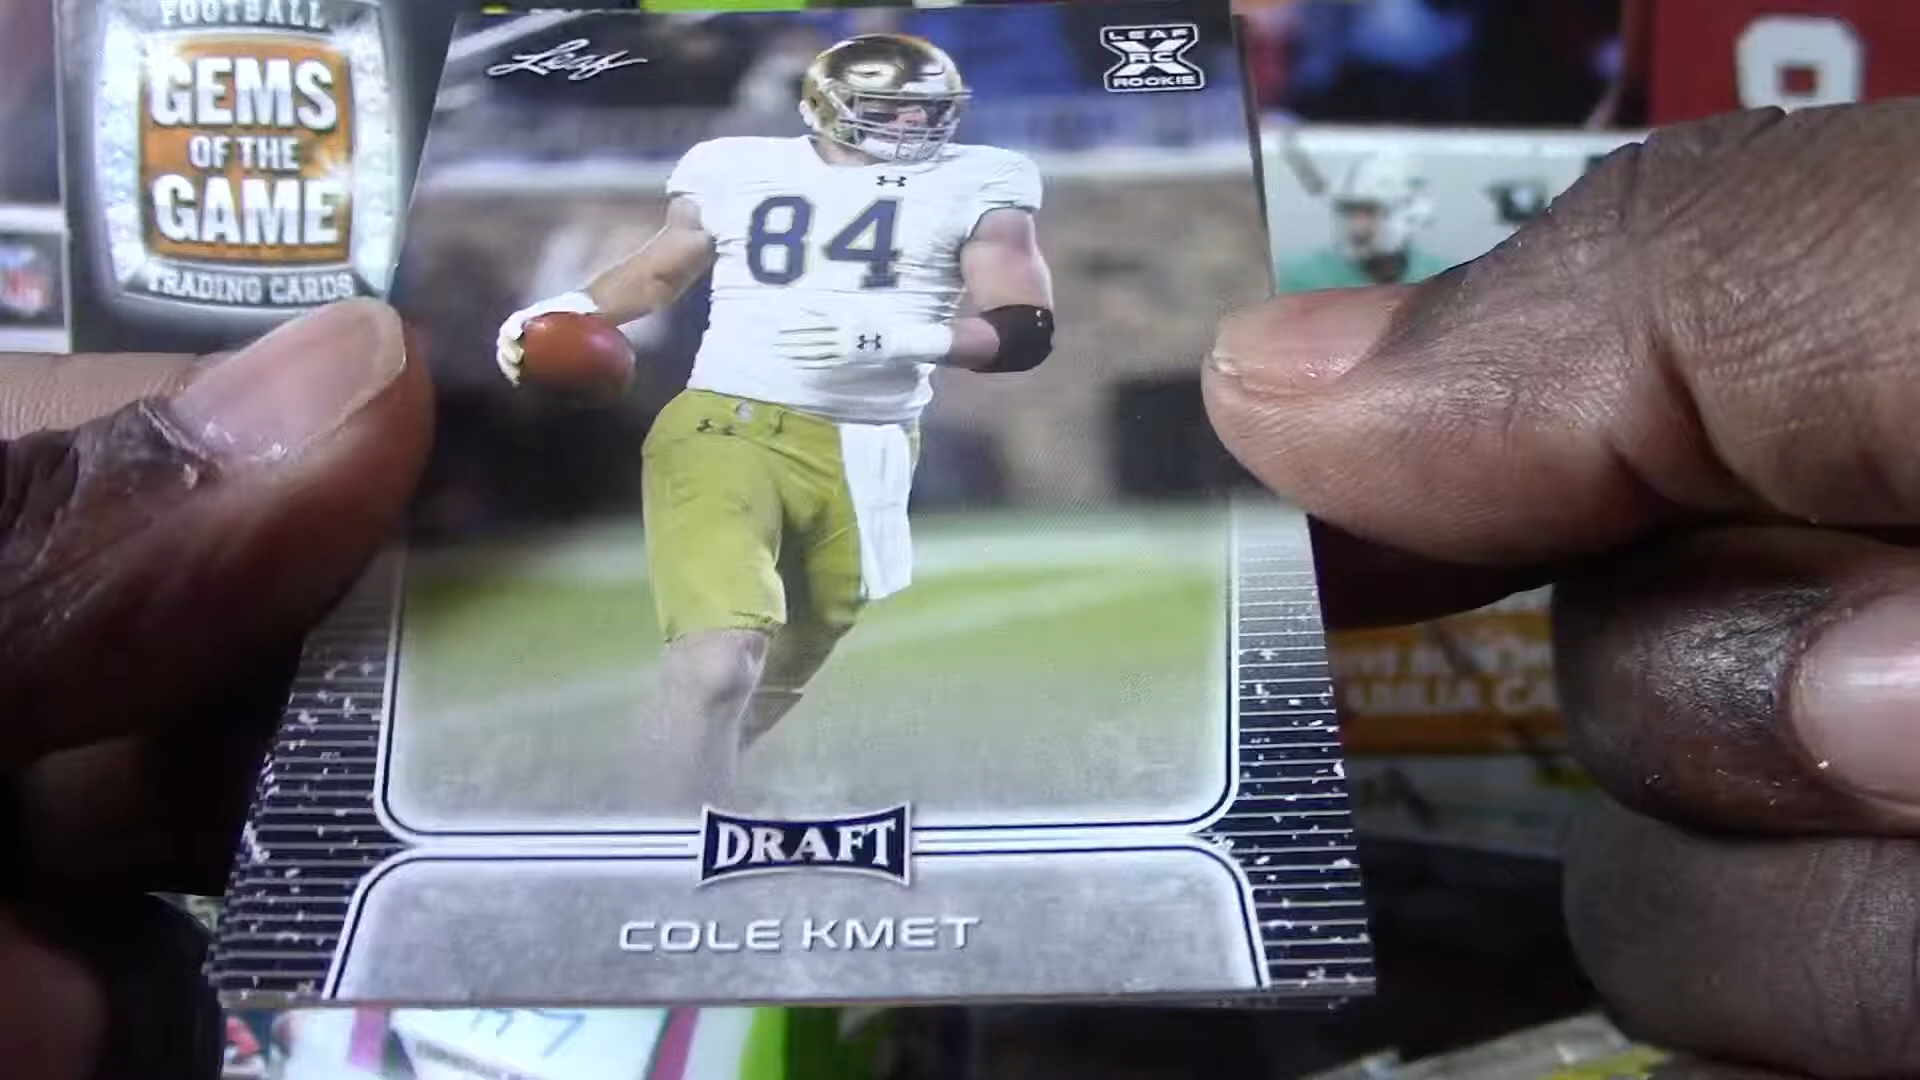 FOOTBALL
GEMS
OF THE
GAME
TRADING CARDS
Leaf
LEAF
RC
ROOKIE
84
DRAFT
COLE KMET